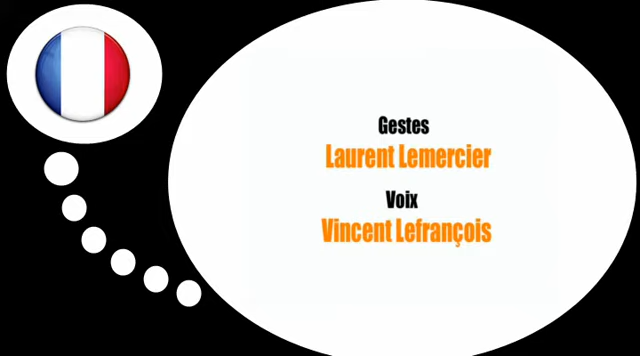 Gestes
Laurent Lemercier
Voix
Vincent Lefrançois